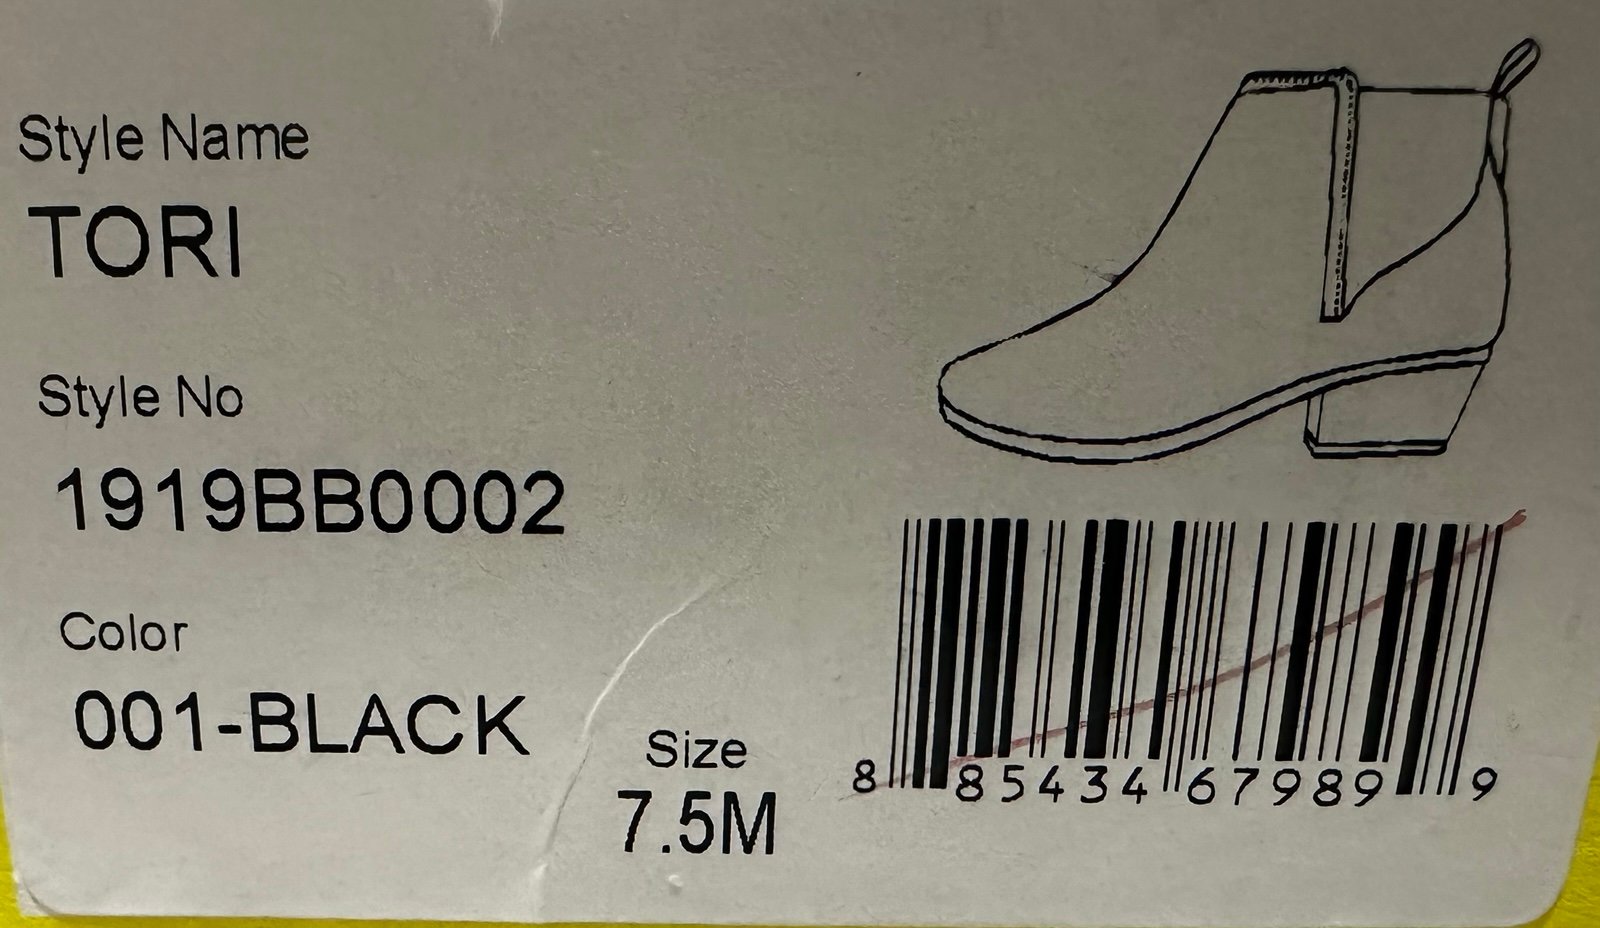 Style Name
TORI
Style No
1919BB0002
Color
001-BLACK
Size
7.5M
8 85434 67989 9